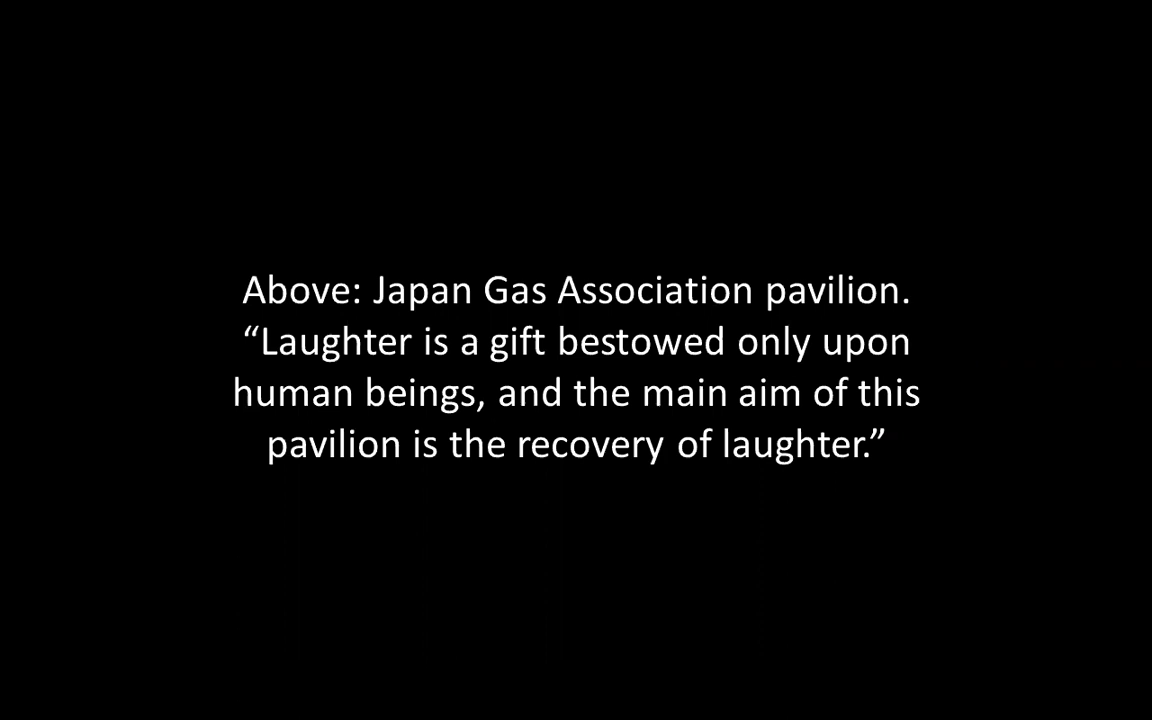 Above: Japan Gas Association pavilion.
“Laughter is a gift bestowed only upon
human beings, and the main aim of this
pavilion is the recovery of laughter.”